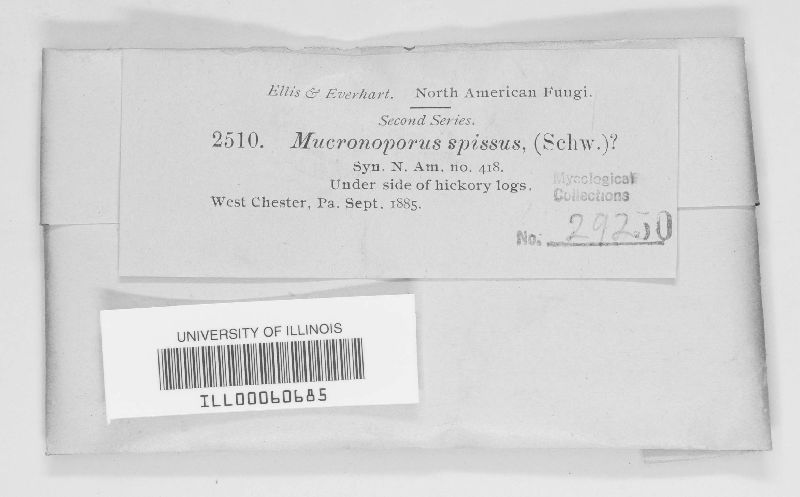 Ellis & Everhart. North American Fungi.
Second Series.
2510. Mucronoporus spissus, (Schw.)?
Syn. N. Am. no. 418.
Under side of hickory logs.
West Chester, Pa. Sept. 1885.
Mycological
Collections
No. 29250
UNIVERSITY OF ILLINOIS
ILL00060685